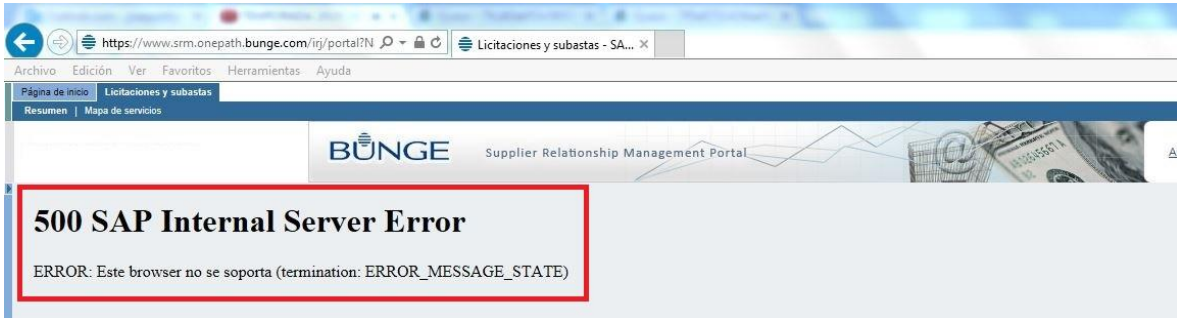 https://www.srm.onepath.bunge.com/irj/portal?N
Licitaciones y subastas - SA...
Archivo Edición Ver Favoritos Herramientas Ayuda
Página de inicio Licitaciones y subastas
Resumen | Mapa de servicios
BUNGE Supplier Relationship Management Portal
500 SAP Internal Server Error
ERROR: Este browser no se soporta (termination: ERROR_MESSAGE_STATE)